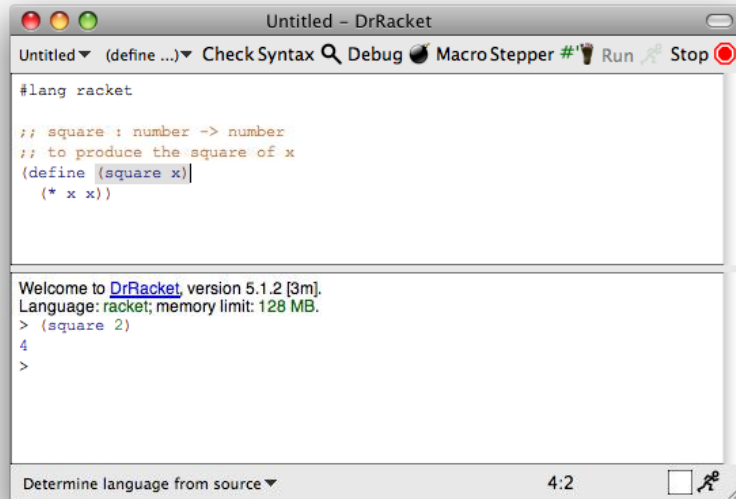 Untitled - DrRacket
Untitled (define ...) Check Syntax Debug Macro Stepper #' Run Stop
#lang racket
;; square : number -> number
;; to produce the square of x
(define (square x)
  (* x x))
Welcome to DrRacket, version 5.1.2 [3m].
Language: racket; memory limit: 128 MB.
> (square 2)
4
>
Determine language from source 4:2